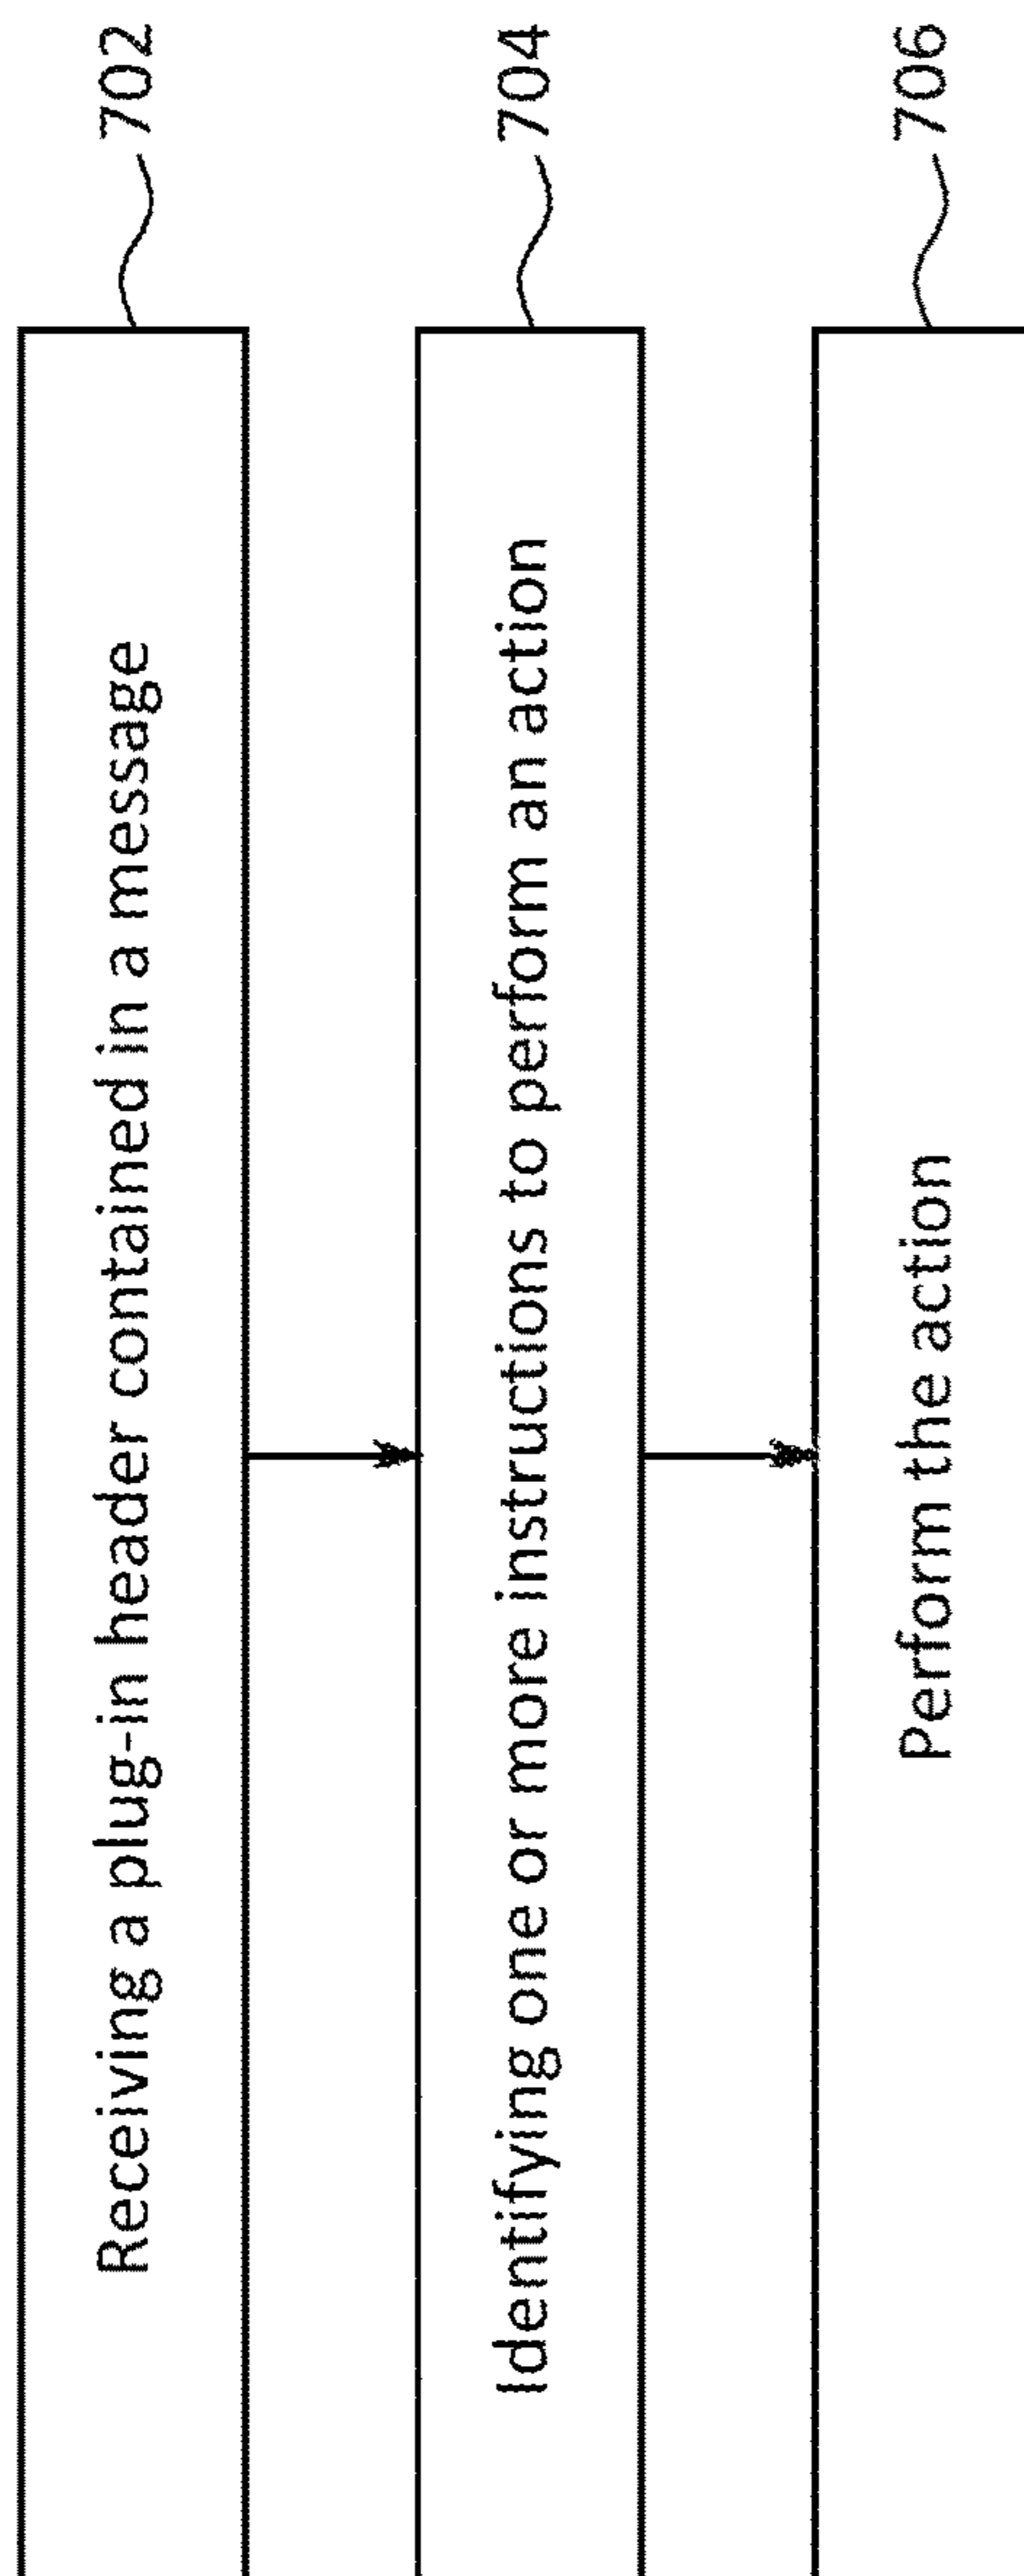 Receiving a plug-in header contained in a message
702
Identifying one or more instructions to perform an action
704
Perform the action
706